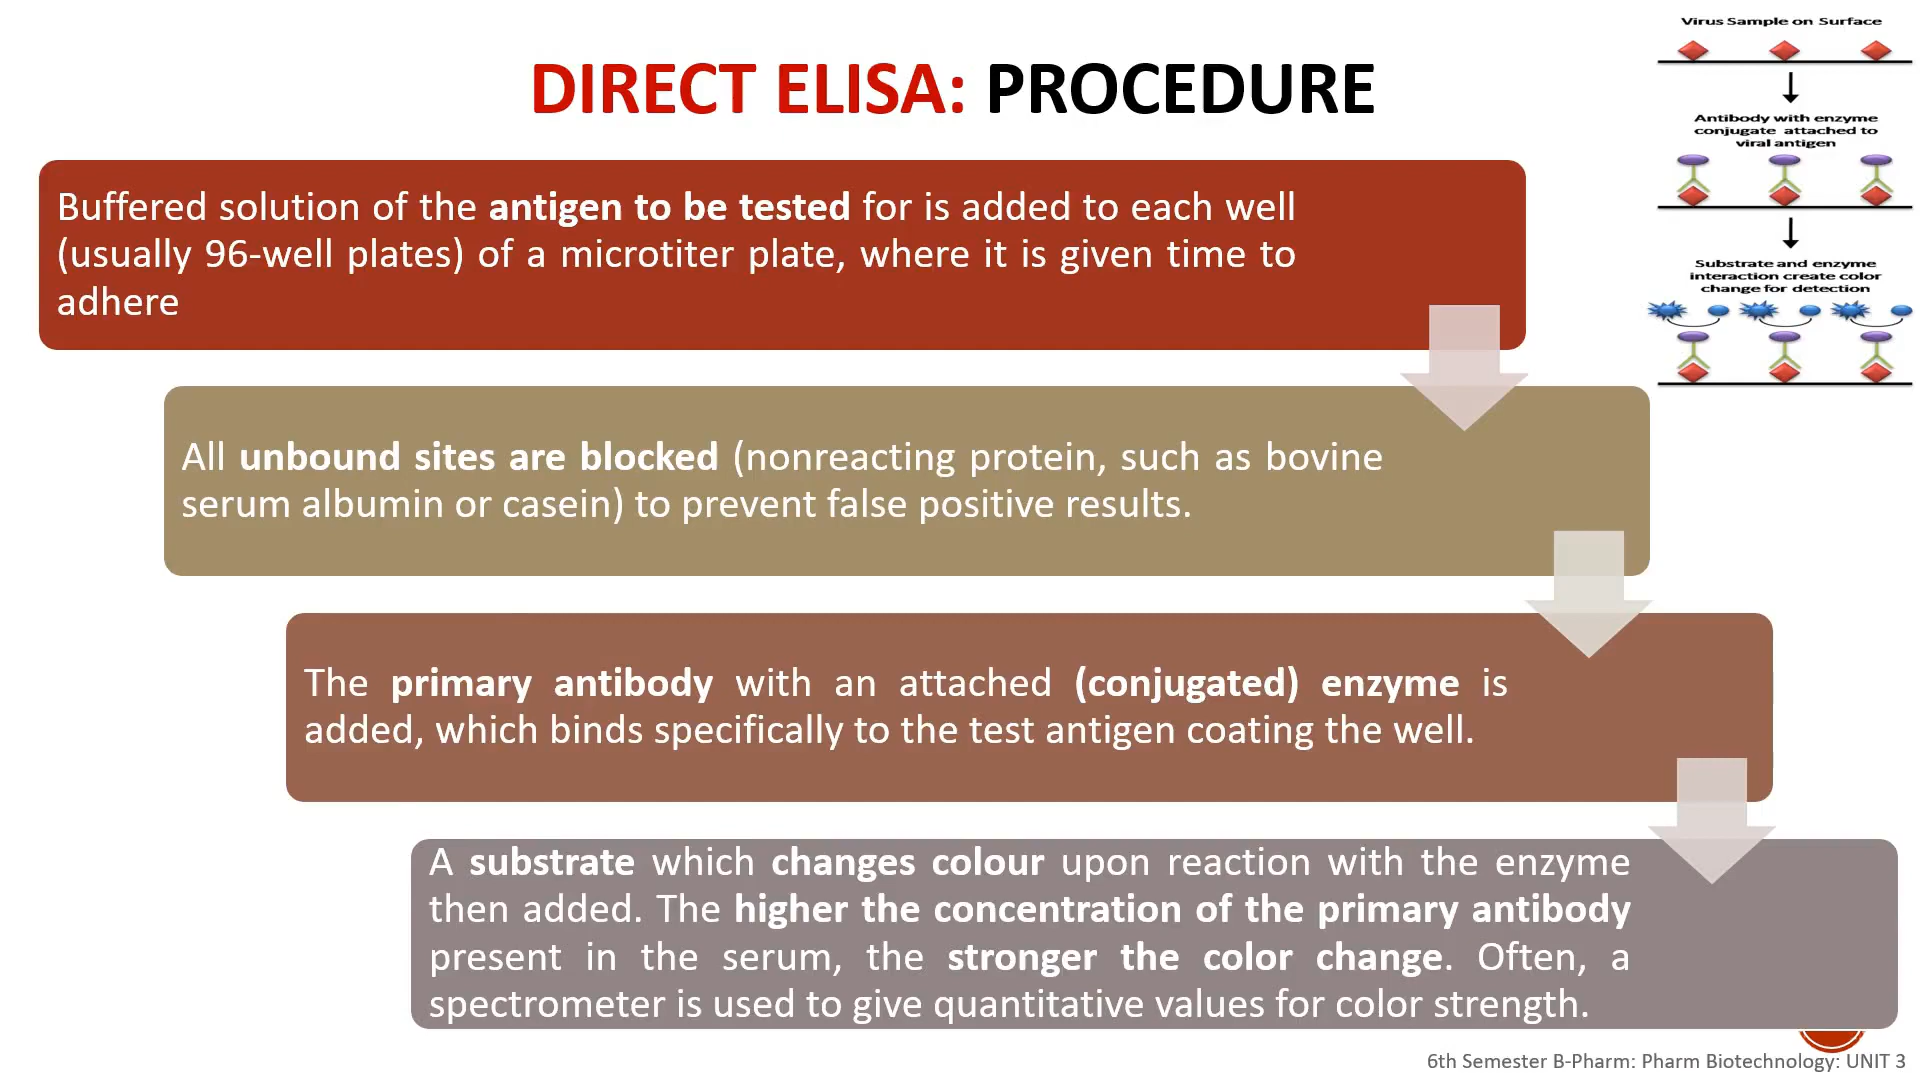 DIRECT ELISA: PROCEDURE
Virus Sample on Surface
Antibody with enzyme
conjugate attached to
viral antigen
Substrate and enzyme
interaction create color
change for detection
Buffered solution of the antigen to be tested for is added to each well
(usually 96-well plates) of a microtiter plate, where it is given time to
adhere
All unbound sites are blocked (nonreacting protein, such as bovine
serum albumin or casein) to prevent false positive results.
The primary antibody with an attached (conjugated) enzyme is
added, which binds specifically to the test antigen coating the well.
A substrate which changes colour upon reaction with the enzyme
then added. The higher the concentration of the primary antibody
present in the serum, the stronger the color change. Often, a
spectrometer is used to give quantitative values for color strength.
6th Semester B-Pharm: Pharm Biotechnology: UNIT 3